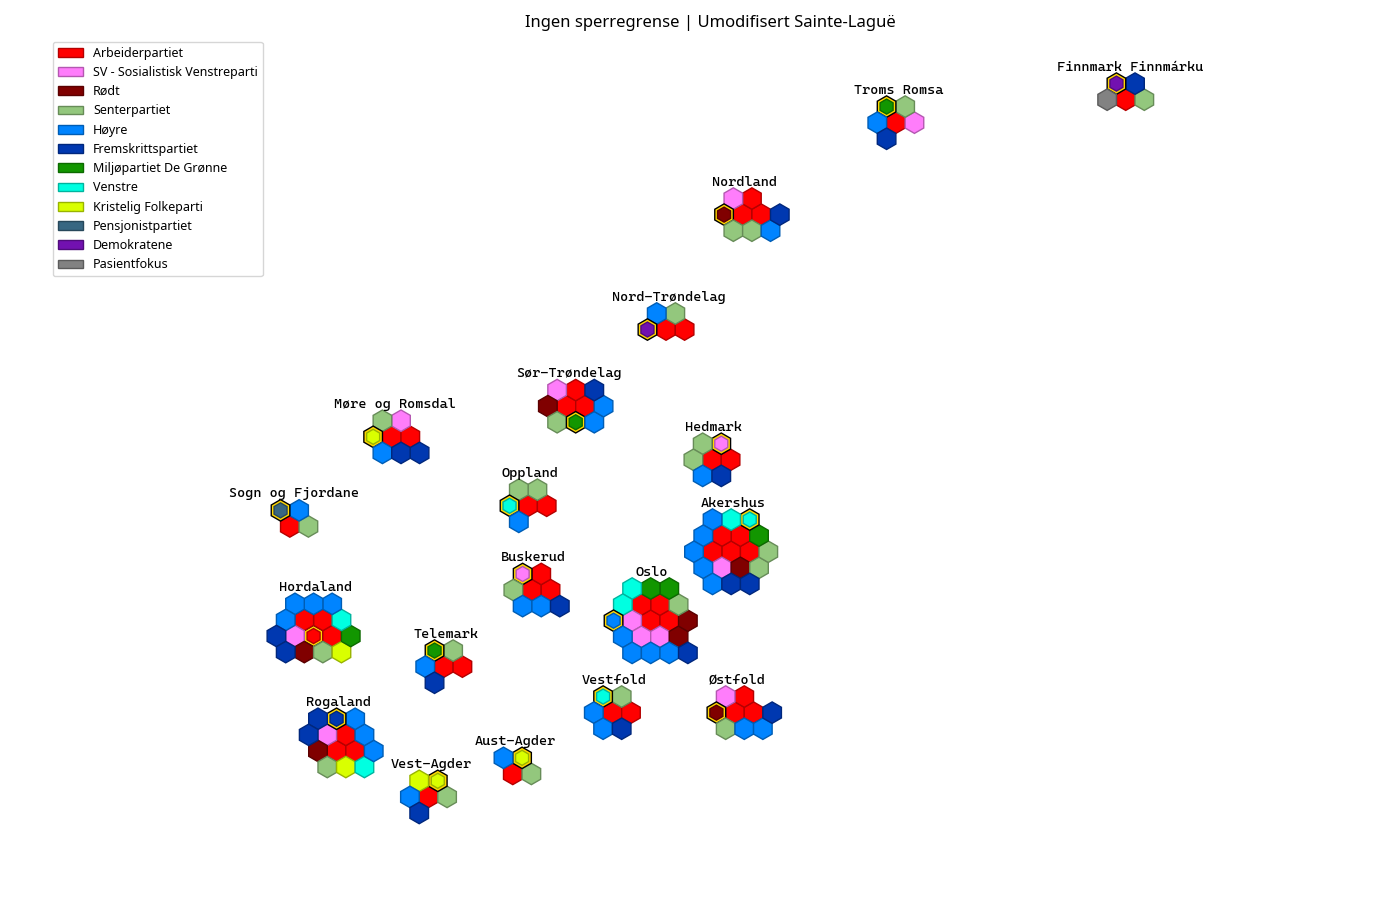 Ingen sperregrense | Umodifisert Sainte-Laguë
Arbeiderpartiet
SV - Sosialistisk Venstreparti
Rødt
Senterpartiet
Høyre
Fremskrittspartiet
Miljøpartiet De Grønne
Venstre
Kristelig Folkeparti
Pensjonistpartiet
Demokratene
Pasientfokus
Finnmark Finnmárku
Troms Romsa
Nordland
Nord-Trøndelag
Sør-Trøndelag
Møre og Romsdal
Hedmark
Oppland
Sogn og Fjordane
Akershus
Buskerud
Oslo
Hordaland
Telemark
Vestfold
Østfold
Rogaland
Aust-Agder
Vest-Agder